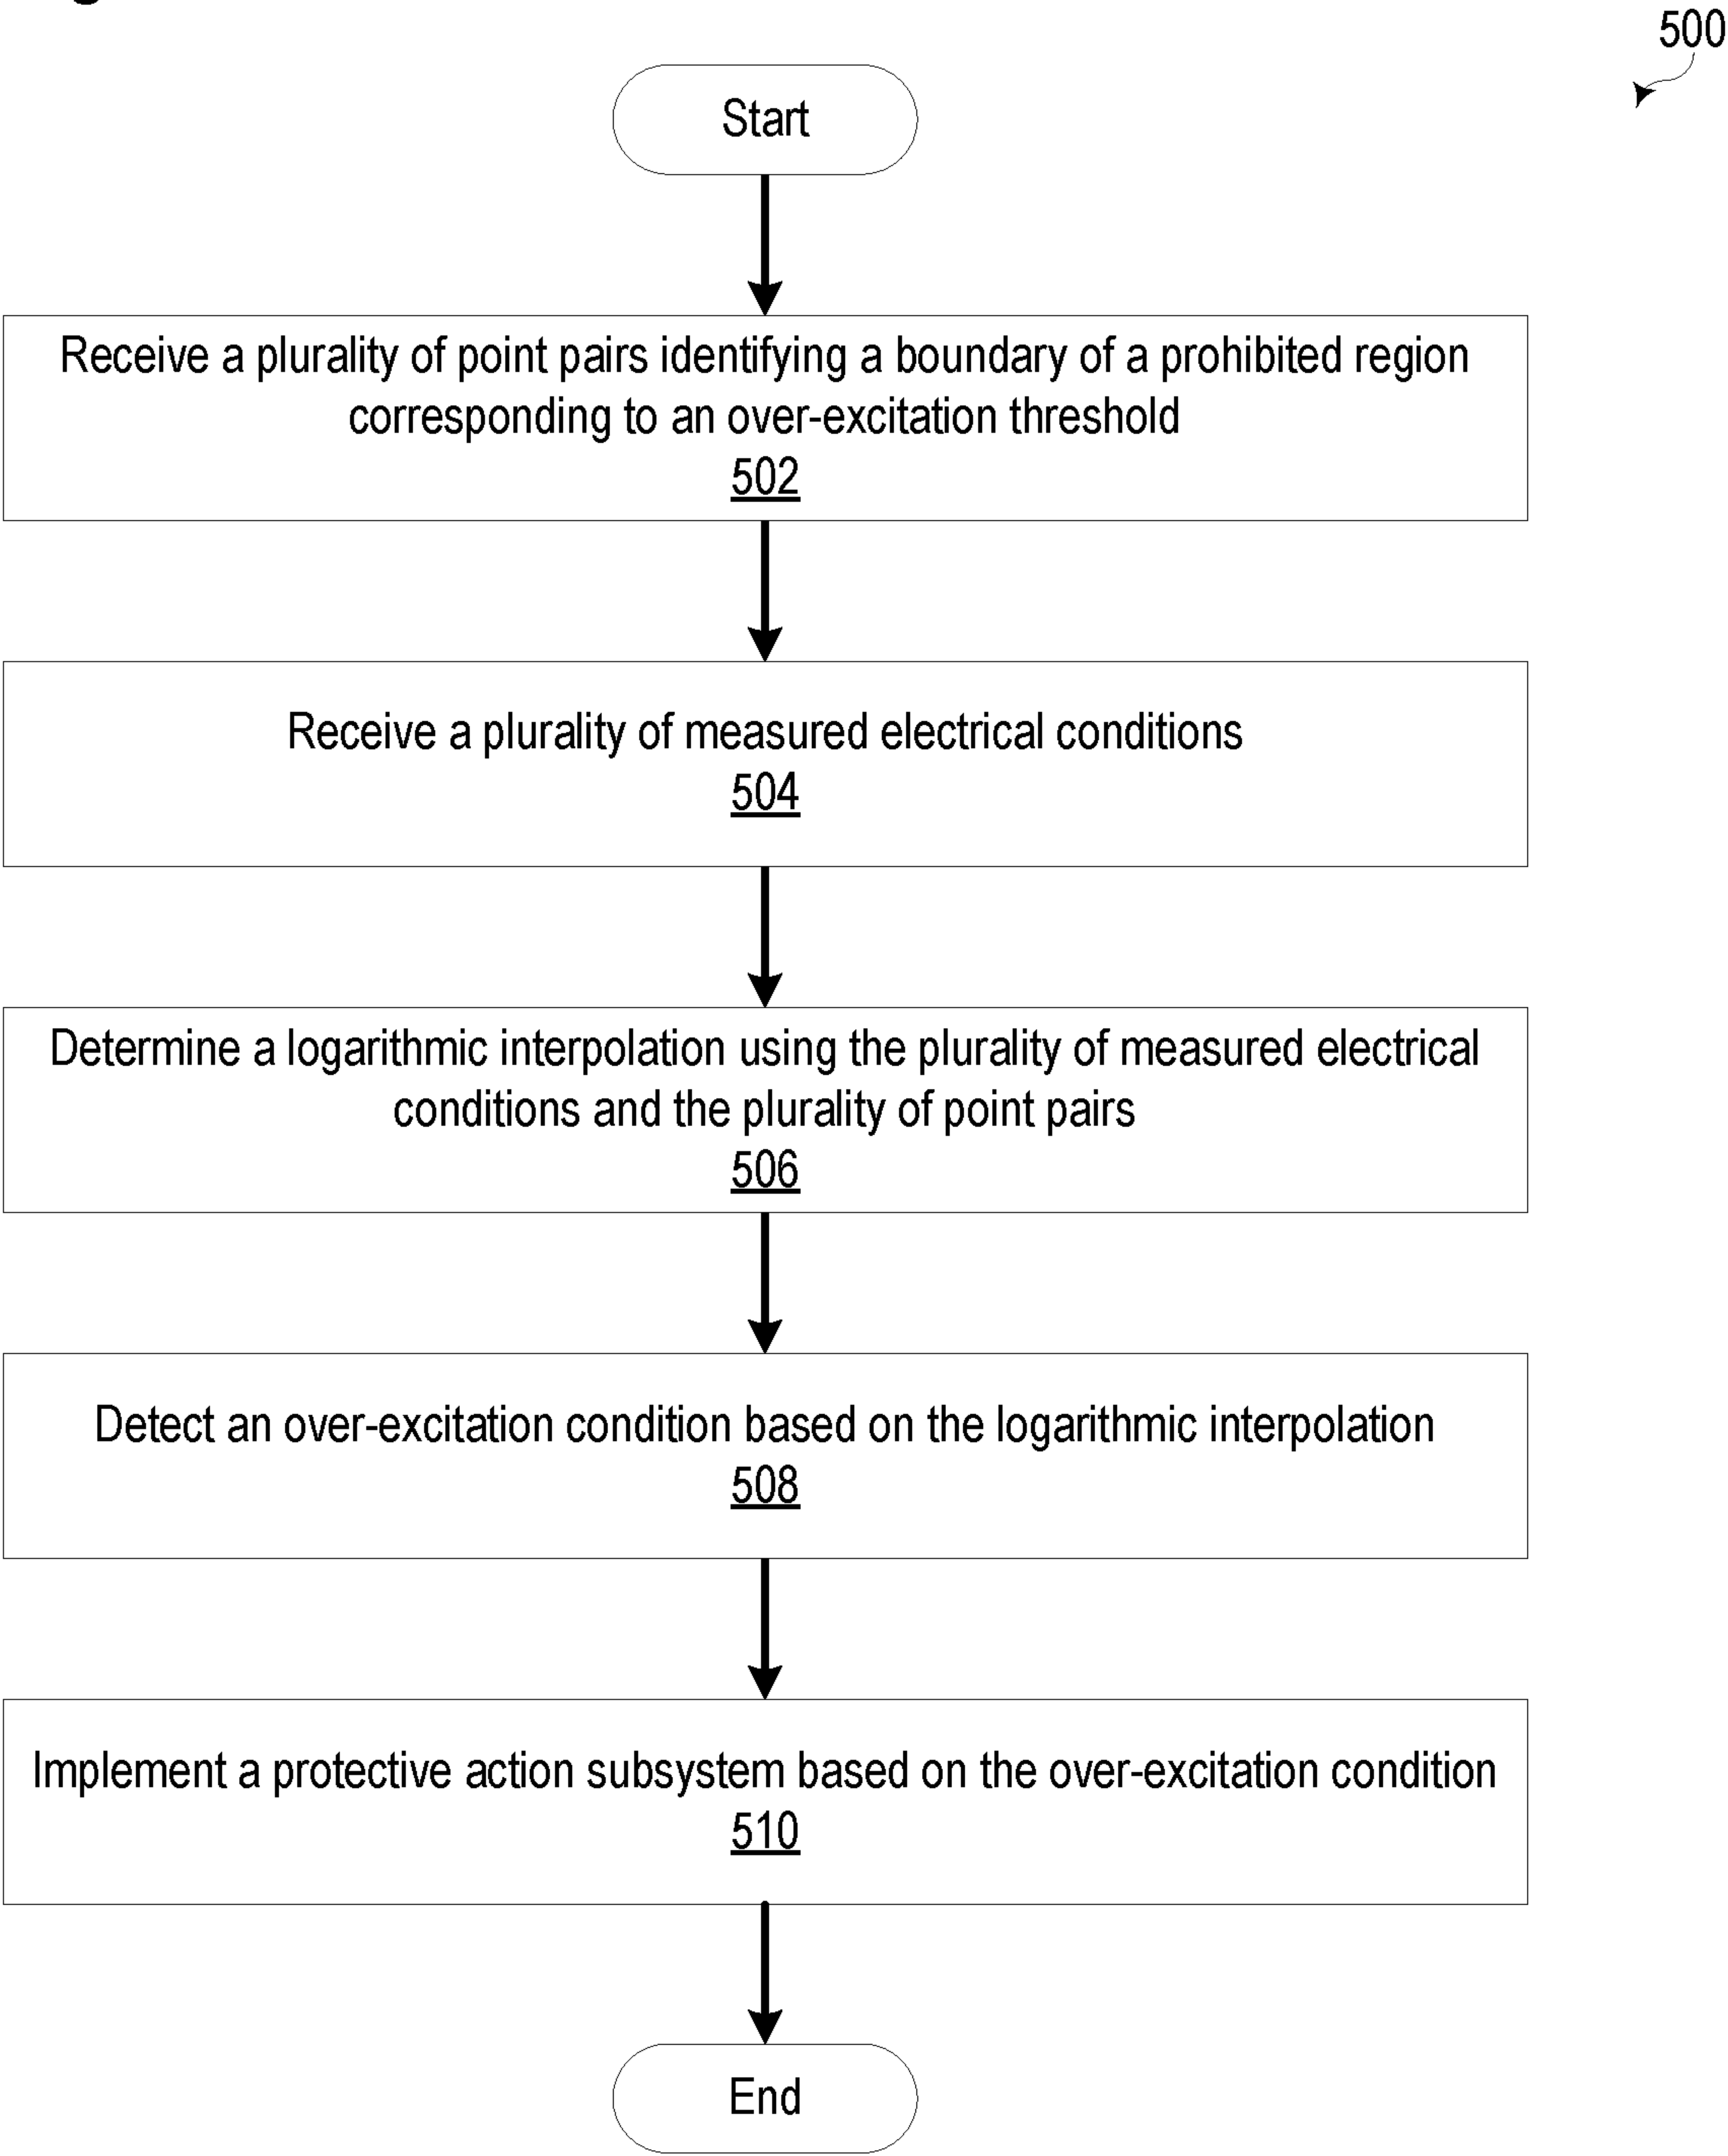 500
Start
Receive a plurality of point pairs identifying a boundary of a prohibited region
corresponding to an over-excitation threshold
502
Receive a plurality of measured electrical conditions
504
Determine a logarithmic interpolation using the plurality of measured electrical
conditions and the plurality of point pairs
506
Detect an over-excitation condition based on the logarithmic interpolation
508
Implement a protective action subsystem based on the over-excitation condition
510
End